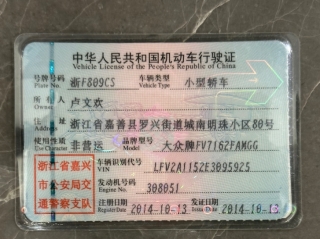 中华人民共和国机动车行驶证
Vehicle License of the People's Republic of China
号牌号码 浙F809CS 车辆类型 小型轿车
Plate No. Vehicle Type
所有人 卢文欢
Owner
住址 浙江省嘉善县罗兴街道城南明珠小区80号
Address
使用性质 非营运 品牌型号 大众牌FV7162FAMGG
Use Character Model
浙江省嘉兴
市公安局交
通警察支队
车辆识别代号 LFV2A1152E3095925
VIN
发动机号码 308051
Engine No.
注册日期 2014-10-13 发证日期 2014-10-13
Register Date Issue Date